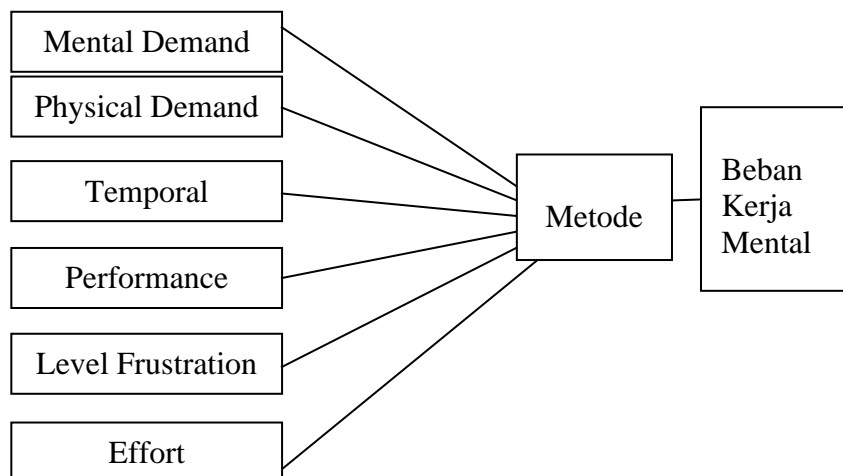 Mental Demand
Physical Demand
Temporal
Performance
Level Frustration
Effort
Metode
Beban
Kerja
Mental